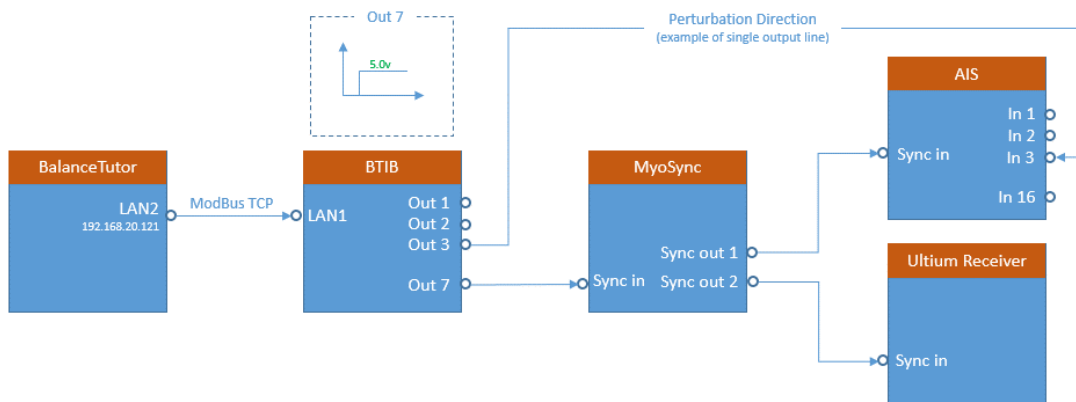 Out 7
5.0v
Perturbation Direction
(example of single output line)
BalanceTutor
LAN2
192.168.20.121
ModBus TCP
BTIB
LAN1
Out 1
Out 2
Out 3
Out 7
MyoSync
Sync in
Sync out 1
Sync out 2
AIS
Sync in
In 1
In 2
In 3
In 16
Ultium Receiver
Sync in